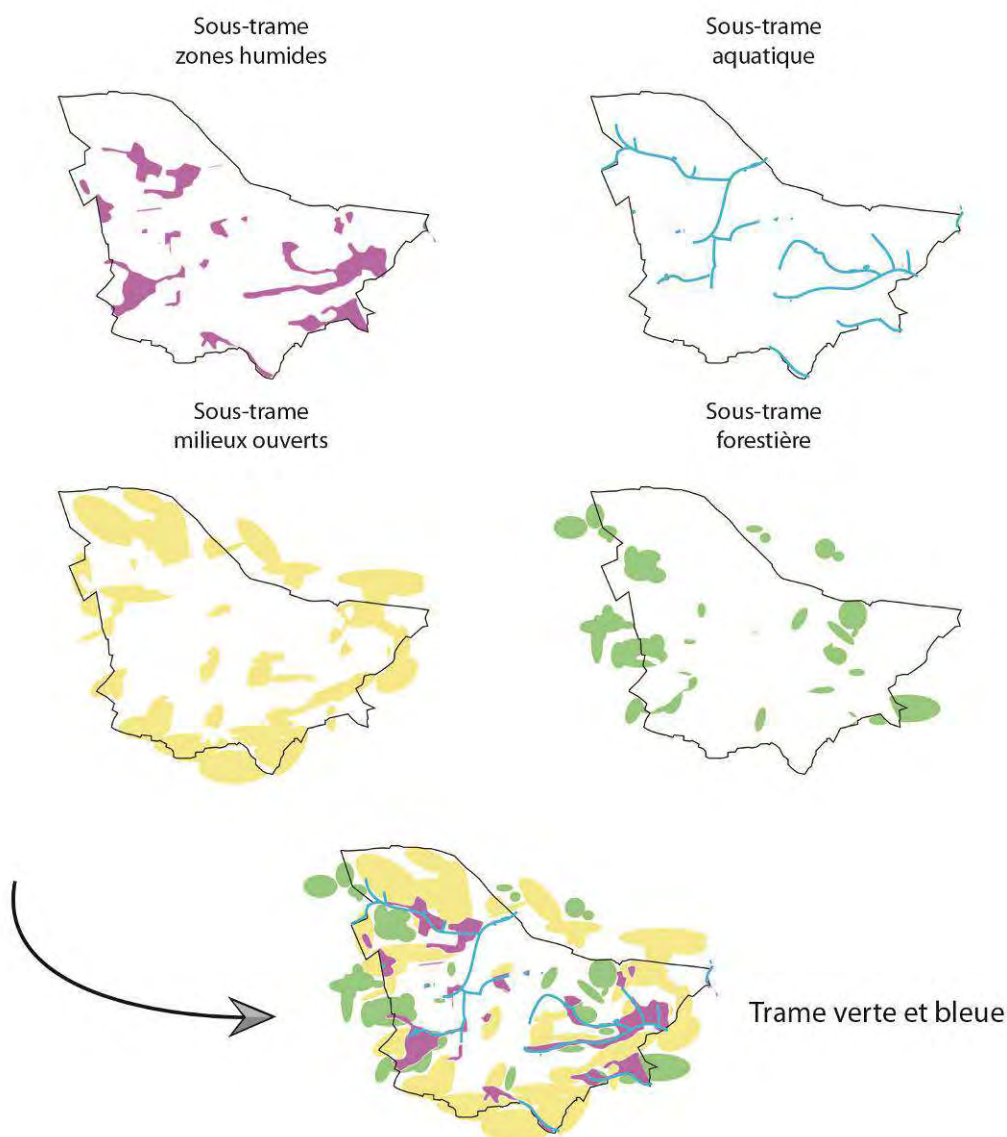 Sous-trame
zones humides
Sous-trame
aquatique
Sous-trame
milieux ouverts
Sous-trame
forestière
Trame verte et bleue